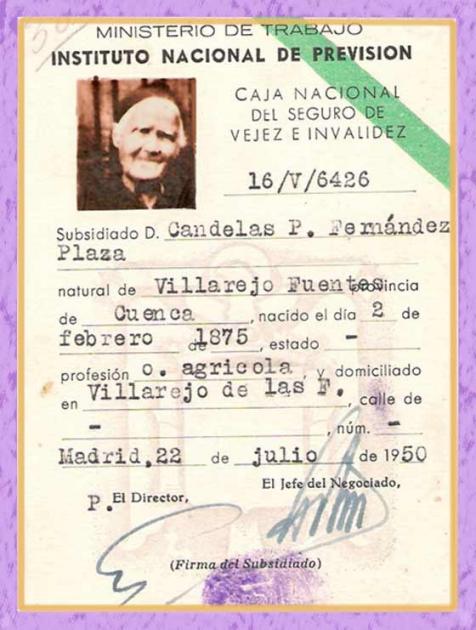 MINISTERIO DE TRABAJO
INSTITUTO NACIONAL DE PREVISION
CAJA NACIONAL
DEL SEGURO DE
VEJEZ E INVALIDEZ
16/V/6426
Subsidiado D. Candelas P. Fernández
Plaza
natural de Villarejo Fuentes provincia
de Cuenca, nacido el día 2 de
febrero de 1875, estado -
profesión o. agricola, y domiciliado
en Villarejo de las F., calle de
-, núm. -
Madrid, 22 de julio de 1950
El Jefe del Negociado,
P. El Director,
(Firma del Subsidiado)